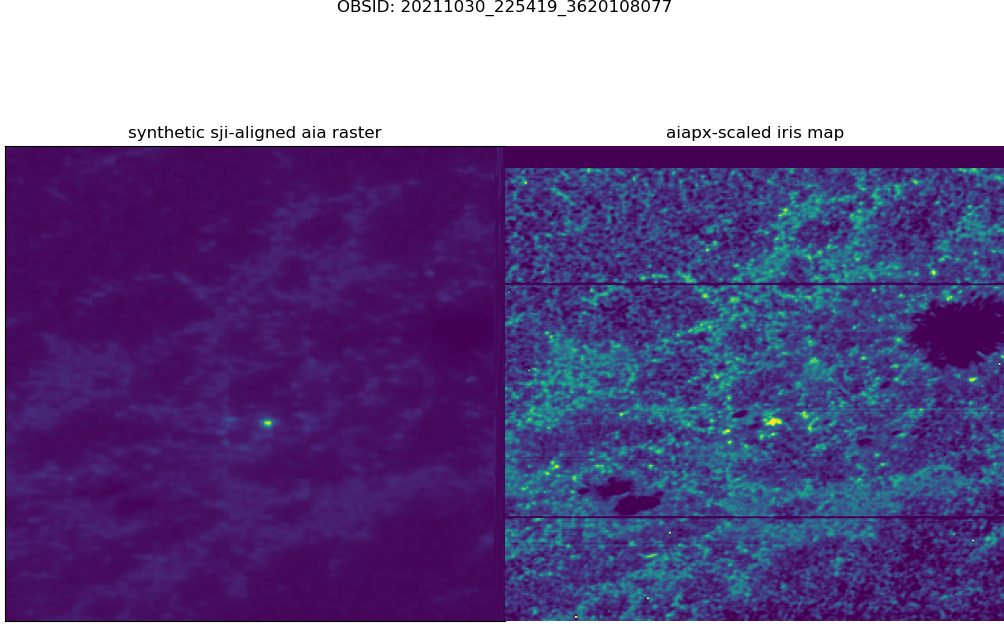 OBSID: 20211030_225419_3620108077
synthetic sji-aligned aia raster
aiapx-scaled iris map